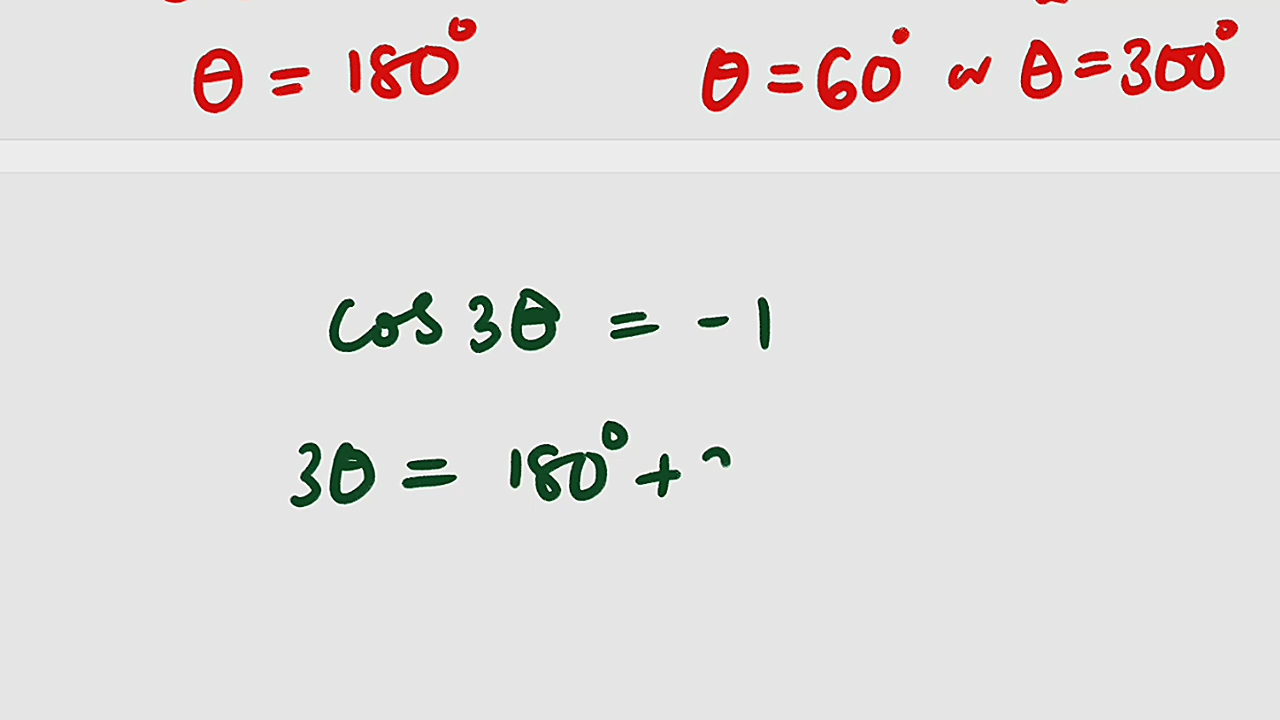 θ = 180° θ = 60° or θ = 300°
cos 3θ = - 1
3θ = 180° +